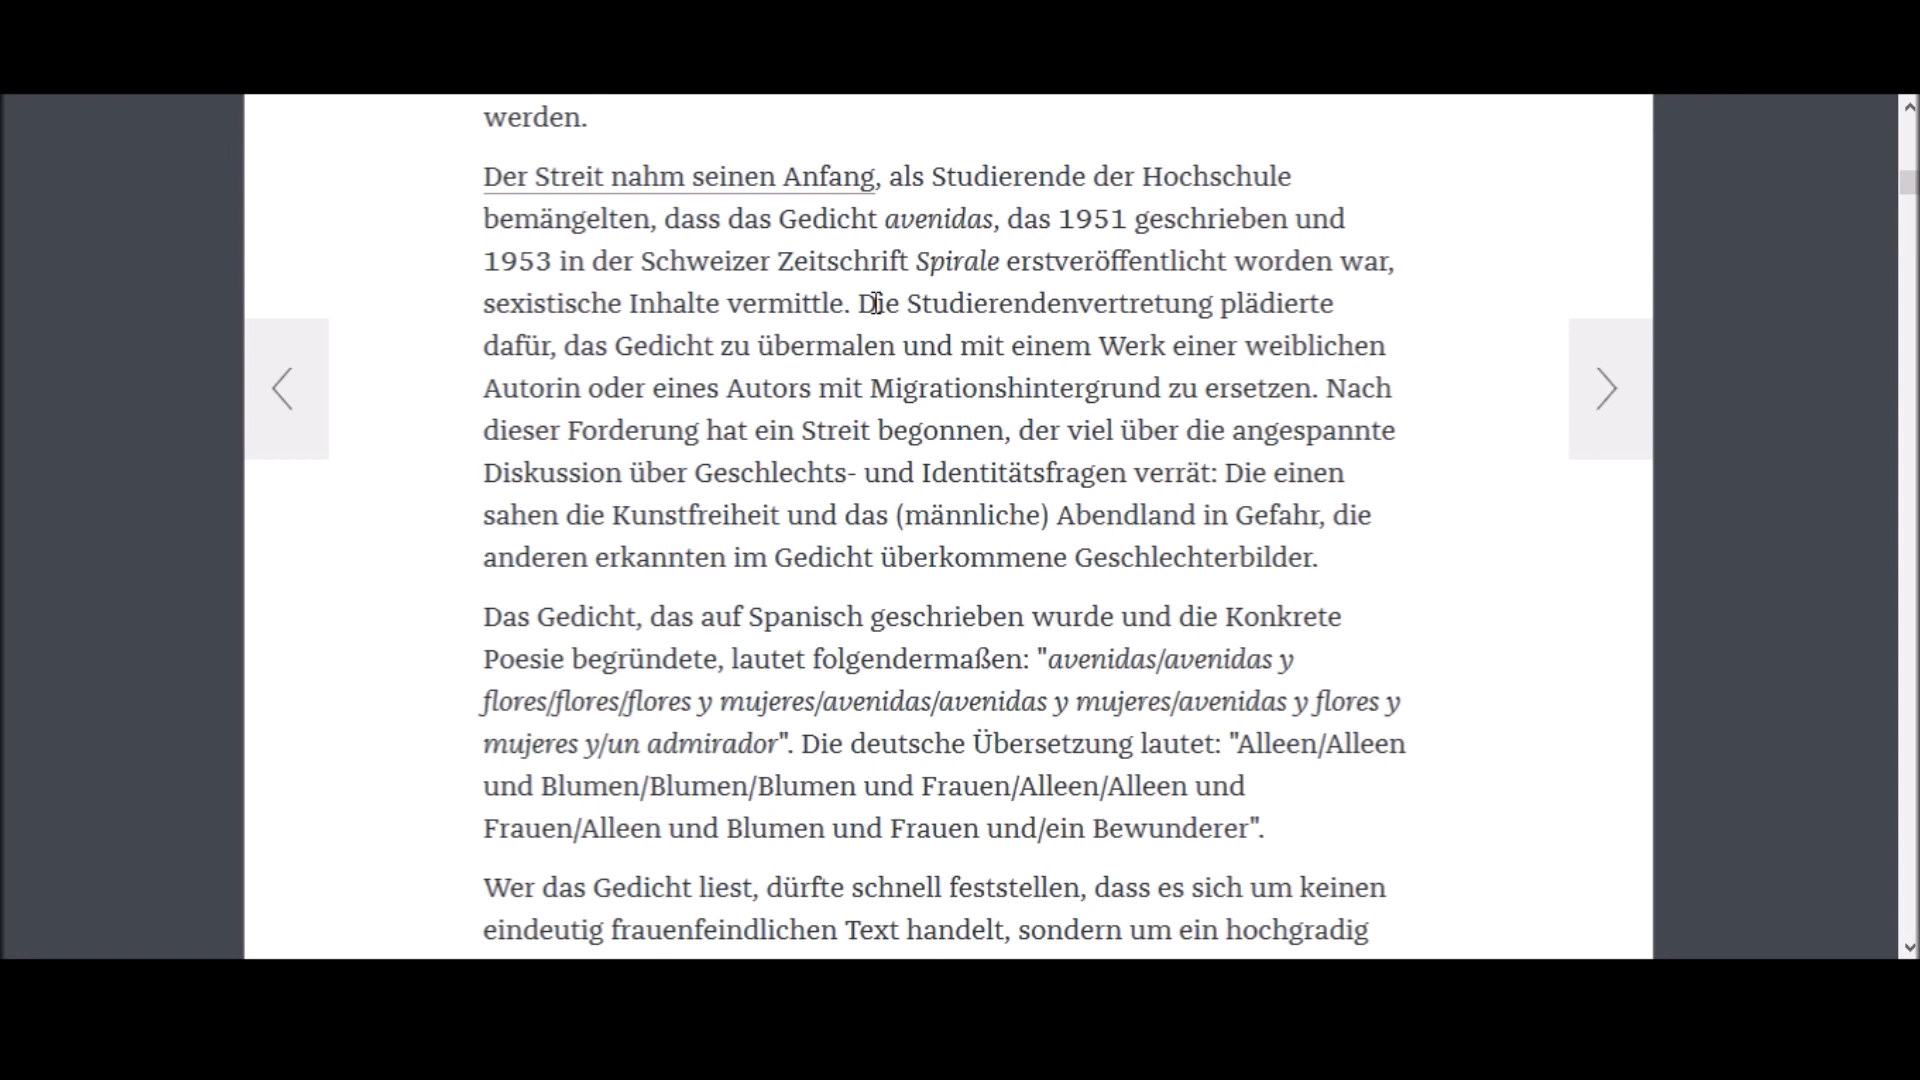 werden.
Der Streit nahm seinen Anfang, als Studierende der Hochschule
bemängelten, dass das Gedicht avenidas, das 1951 geschrieben und
1953 in der Schweizer Zeitschrift Spirale erstveröffentlicht worden war,
sexistische Inhalte vermittle. Die Studierendenvertretung plädierte
dafür, das Gedicht zu übermalen und mit einem Werk einer weiblichen
Autorin oder eines Autors mit Migrationshintergrund zu ersetzen. Nach
dieser Forderung hat ein Streit begonnen, der viel über die angespannte
Diskussion über Geschlechts- und Identitätsfragen verrät: Die einen
sahen die Kunstfreiheit und das (männliche) Abendland in Gefahr, die
anderen erkannten im Gedicht überkommene Geschlechterbilder.
Das Gedicht, das auf Spanisch geschrieben wurde und die Konkrete
Poesie begründete, lautet folgendermaßen: "avenidas/avenidas y
flores/flores/flores y mujeres/avenidas/avenidas y mujeres/avenidas y flores y
mujeres y/un admirador". Die deutsche Übersetzung lautet: "Alleen/Alleen
und Blumen/Blumen/Blumen und Frauen/Alleen/Alleen und
Frauen/Alleen und Blumen und Frauen und/ein Bewunderer".
Wer das Gedicht liest, dürfte schnell feststellen, dass es sich um keinen
eindeutig frauenfeindlichen Text handelt, sondern um ein hochgradig